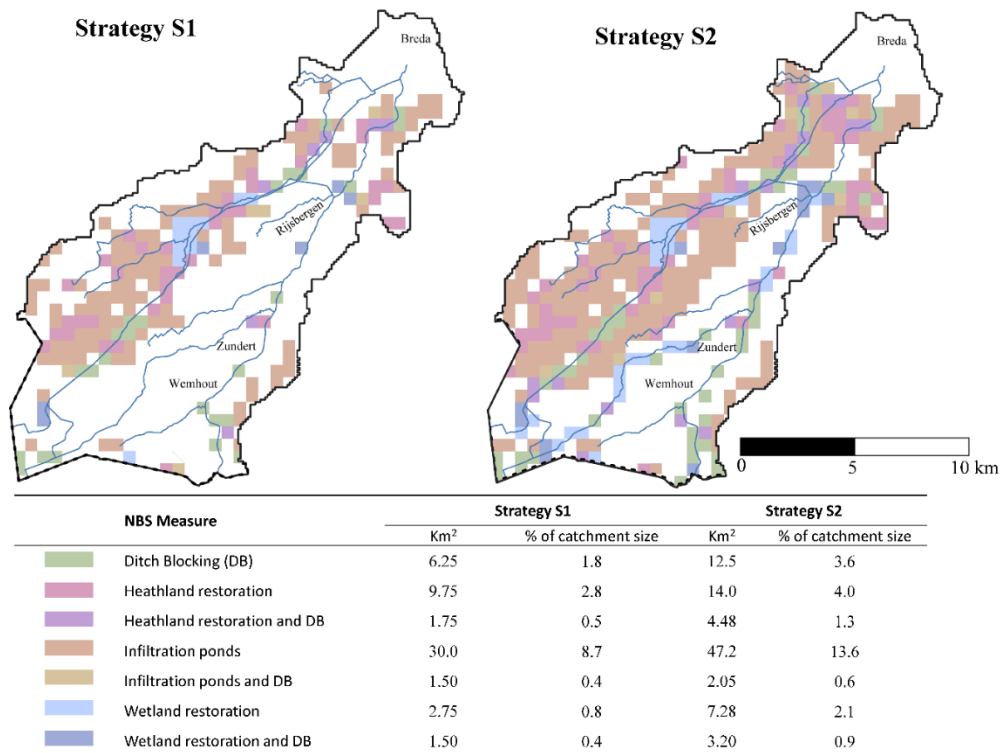 Strategy S1
Strategy S2
Breda
Breda
Rijsbergen
Rijsbergen
Zundert
Zundert
Wemhout
Wemhout
0 5 10 km
NBS Measure Strategy S1 Strategy S2
Km² % of catchment size Km² % of catchment size
Ditch Blocking (DB) 6.25 1.8 12.5 3.6
Heathland restoration 9.75 2.8 14.0 4.0
Heathland restoration and DB 1.75 0.5 4.48 1.3
Infiltration ponds 30.0 8.7 47.2 13.6
Infiltration ponds and DB 1.50 0.4 2.05 0.6
Wetland restoration 2.75 0.8 7.28 2.1
Wetland restoration and DB 1.50 0.4 3.20 0.9